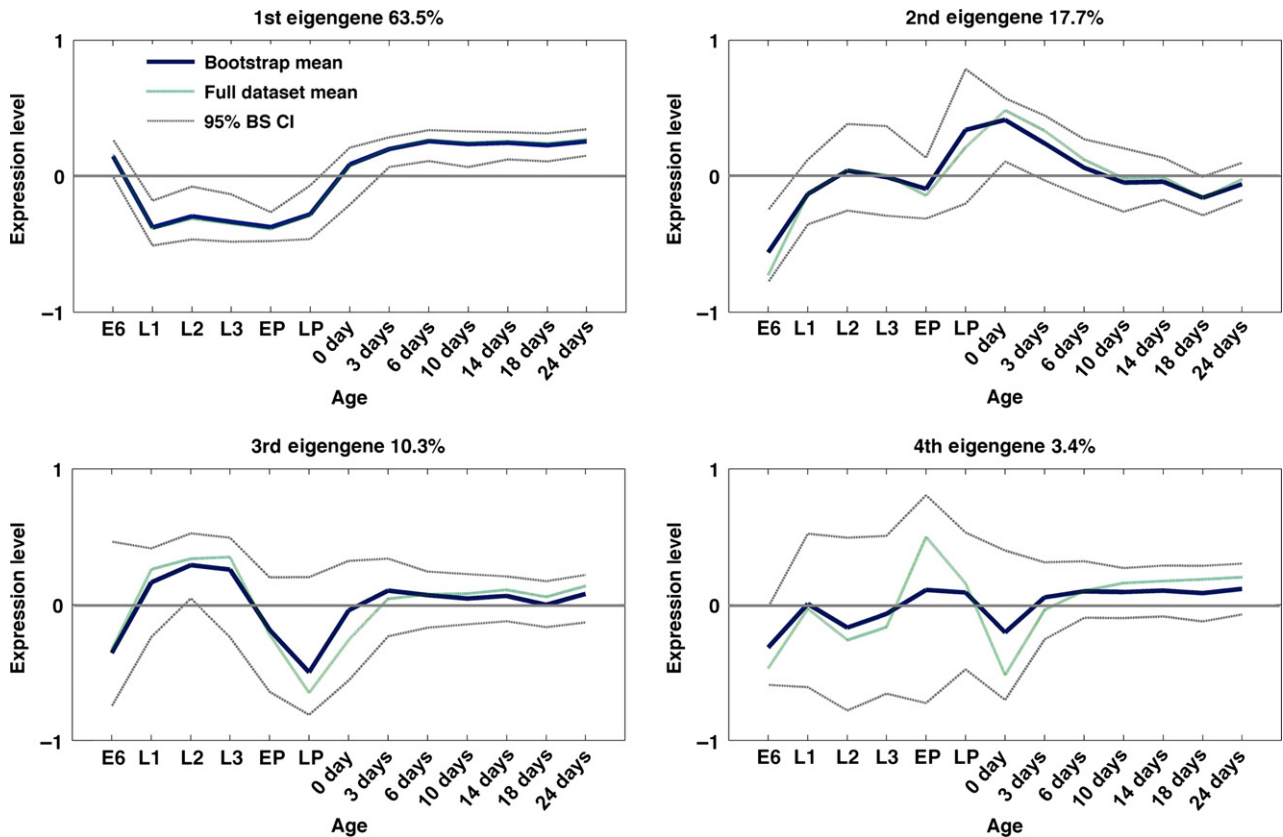 1st eigengene 63.5%
1
Bootstrap mean
Full dataset mean
95% BS CI
0
−1
Expression level
E6 L1 L2 L3 EP LP 0 day 3 days 6 days 10 days 14 days 18 days 24 days
Age
2nd eigengene 17.7%
1
0
−1
Expression level
E6 L1 L2 L3 EP LP 0 day 3 days 6 days 10 days 14 days 18 days 24 days
Age
3rd eigengene 10.3%
1
0
−1
Expression level
E6 L1 L2 L3 EP LP 0 day 3 days 6 days 10 days 14 days 18 days 24 days
Age
4th eigengene 3.4%
1
0
−1
Expression level
E6 L1 L2 L3 EP LP 0 day 3 days 6 days 10 days 14 days 18 days 24 days
Age